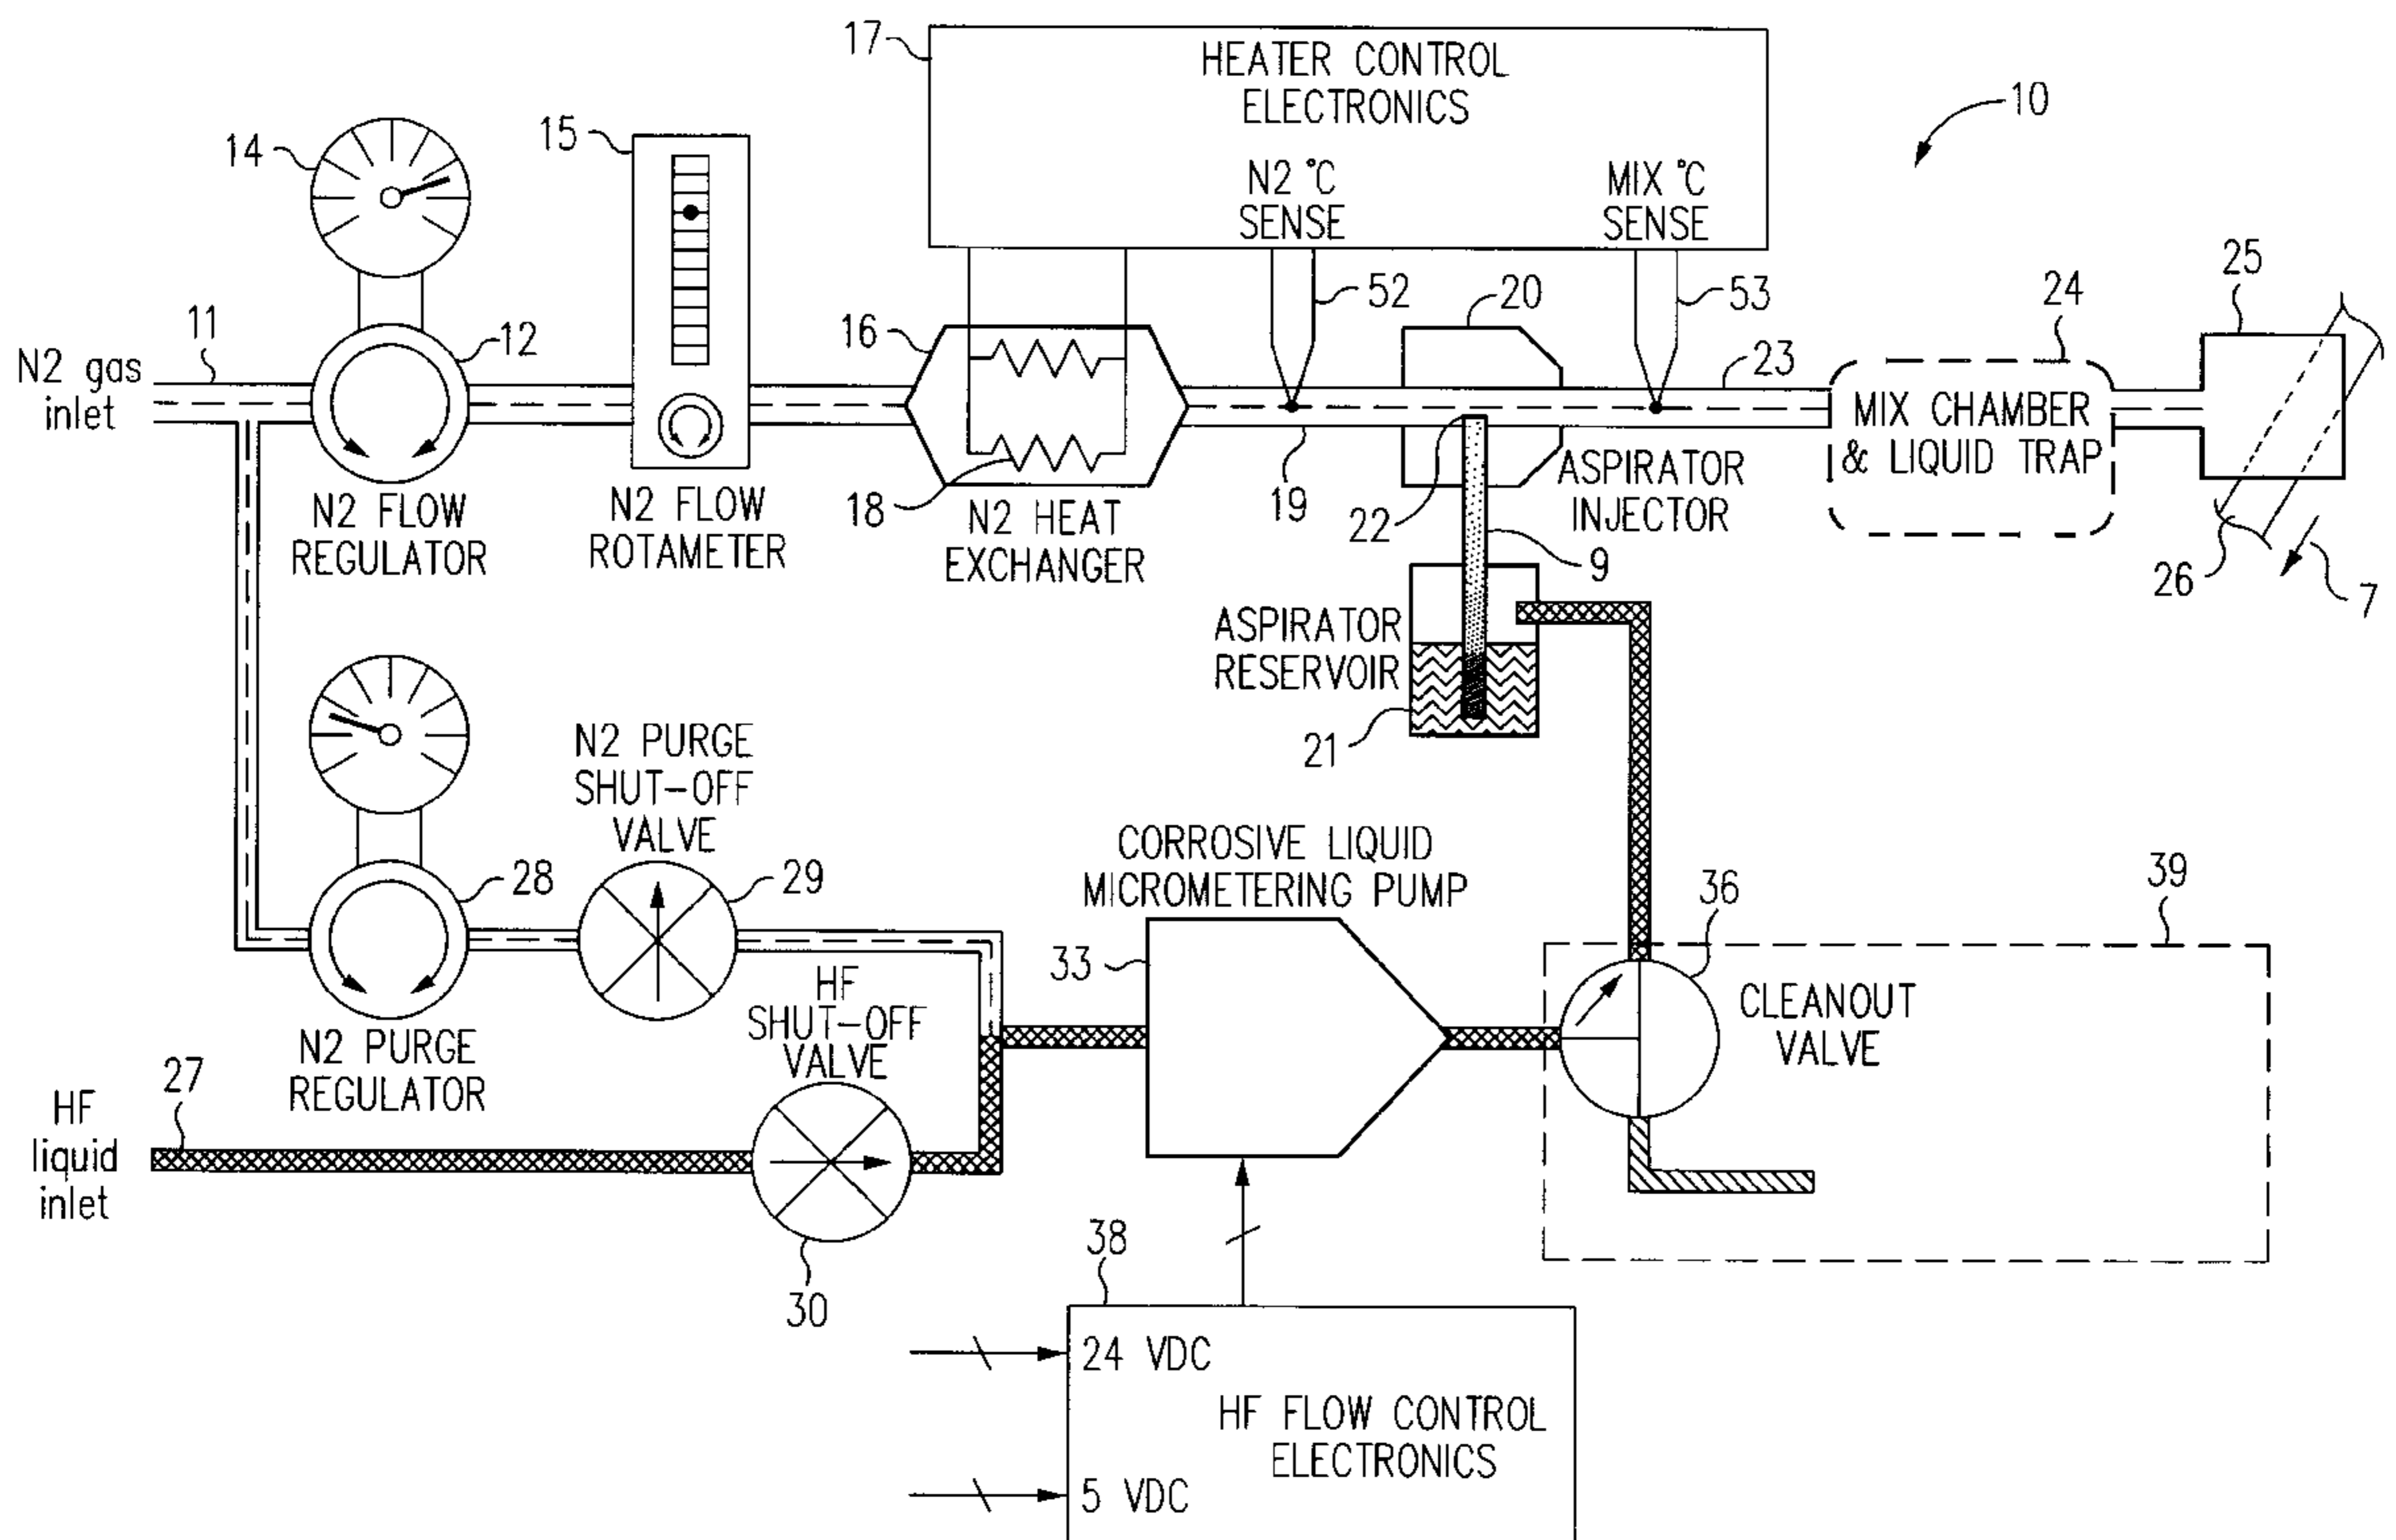 17
HEATER CONTROL
ELECTRONICS
10
14
15
N2 °C
SENSE
MIX °C
SENSE
25
11
12
16
52
20
53
24
23
N2 gas
inlet
MIX CHAMBER
& LIQUID TRAP
18
19
22
ASPIRATOR
INJECTOR
N2 FLOW
REGULATOR
N2 FLOW
ROTAMETER
N2 HEAT
EXCHANGER
9
26
7
ASPIRATOR
RESERVOIR
21
N2 PURGE
SHUT-OFF
VALVE
CORROSIVE LIQUID
MICROMETERING PUMP
28
29
36
39
33
HF
SHUT-OFF
VALVE
CLEANOUT
VALVE
N2 PURGE
REGULATOR
27
HF
liquid
inlet
30
38
24 VDC
HF FLOW CONTROL
ELECTRONICS
5 VDC